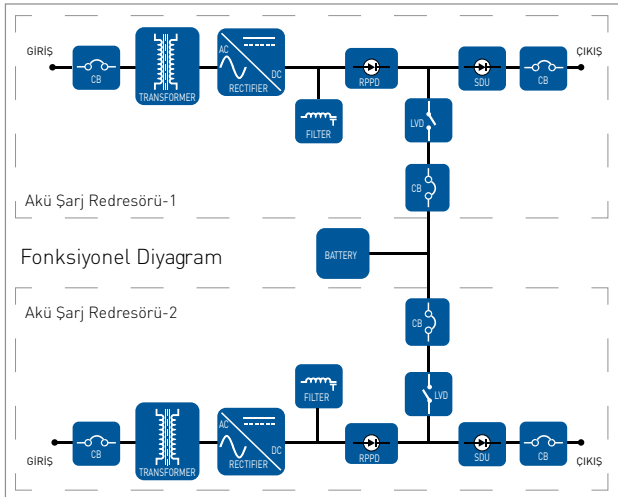 GİRİŞ
CB
TRANSFORMER
AC
DC
RECTIFIER
FILTER
RPPD
LVD
CB
SDU
CB
ÇIKIŞ
Akü Şarj Redresörü-1
Fonksiyonel Diyagram
BATTERY
Akü Şarj Redresörü-2
CB
LVD
FILTER
GİRİŞ
CB
TRANSFORMER
AC
DC
RECTIFIER
RPPD
SDU
CB
ÇIKIŞ